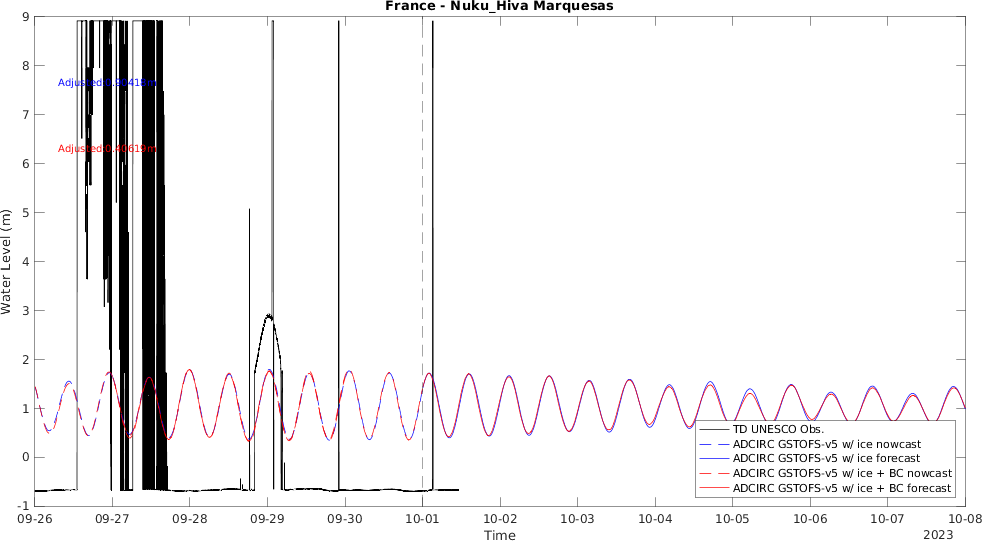 France - Nuku_Hiva Marquesas
9
8
7
6
5
4
3
2
1
0
-1
Water Level (m)
Adjusted
Adjusted
TD UNESCO Obs.
ADCIRC GSTOFS-v5 w/ ice nowcast
ADCIRC GSTOFS-v5 w/ ice forecast
ADCIRC GSTOFS-v5 w/ ice + BC nowcast
ADCIRC GSTOFS-v5 w/ ice + BC forecast
09-26 09-27 09-28 09-29 09-30 10-01 10-02 10-03 10-04 10-05 10-06 10-07 10-08
Time
2023